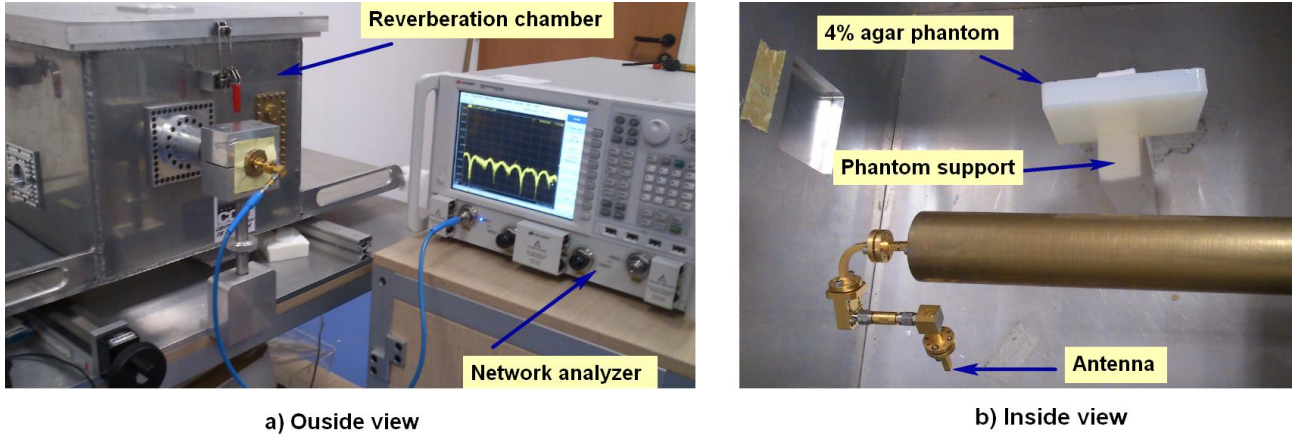 Reverberation chamber
Network analyzer
a) Ouside view
4% agar phantom
Phantom support
Antenna
b) Inside view